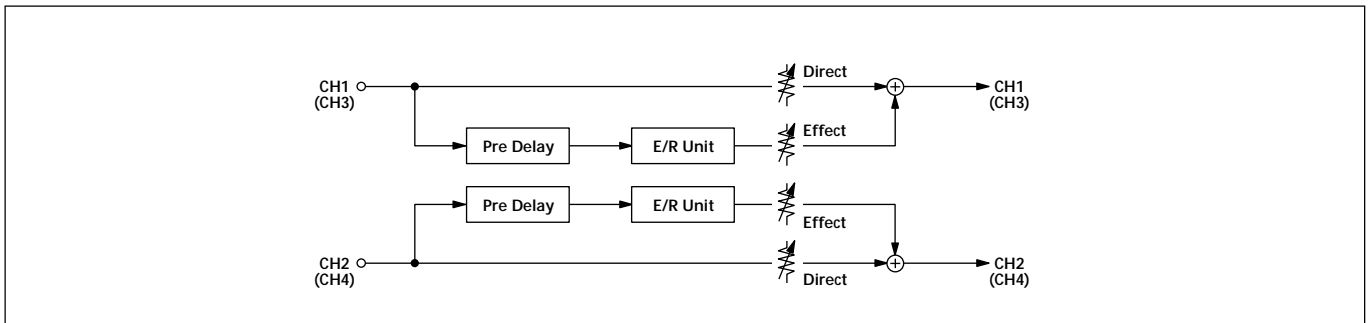 Direct
CH1
(CH3)
CH1
(CH3)
Effect
Pre Delay
E/R Unit
Pre Delay
E/R Unit
Effect
CH2
(CH4)
Direct
CH2
(CH4)